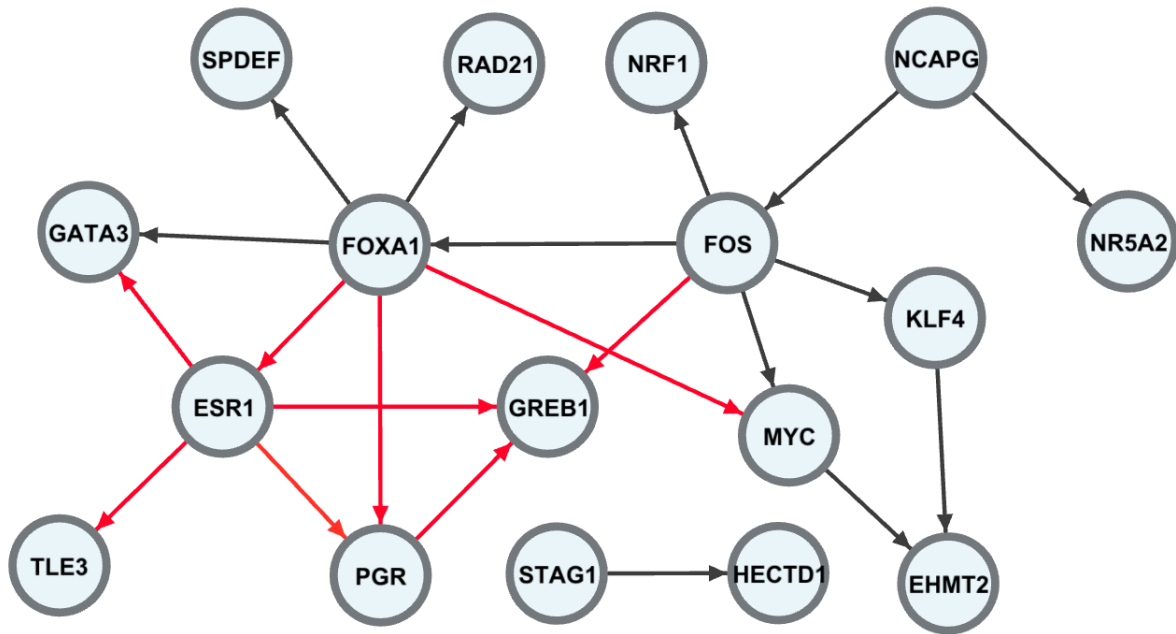 SPDEF
RAD21
NRF1
NCAPG
GATA3
FOXA1
FOS
NR5A2
KLF4
ESR1
GREB1
MYC
TLE3
PGR
STAG1
HECTD1
EHMT2